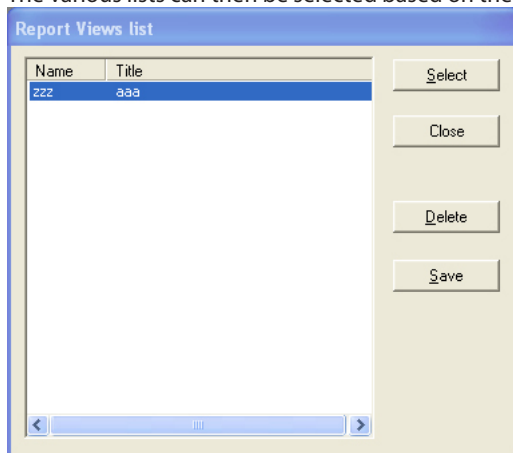 The various lists can then be selected based on the
Report Views list
Name Title
zzz aaa
Select
Close
Delete
Save